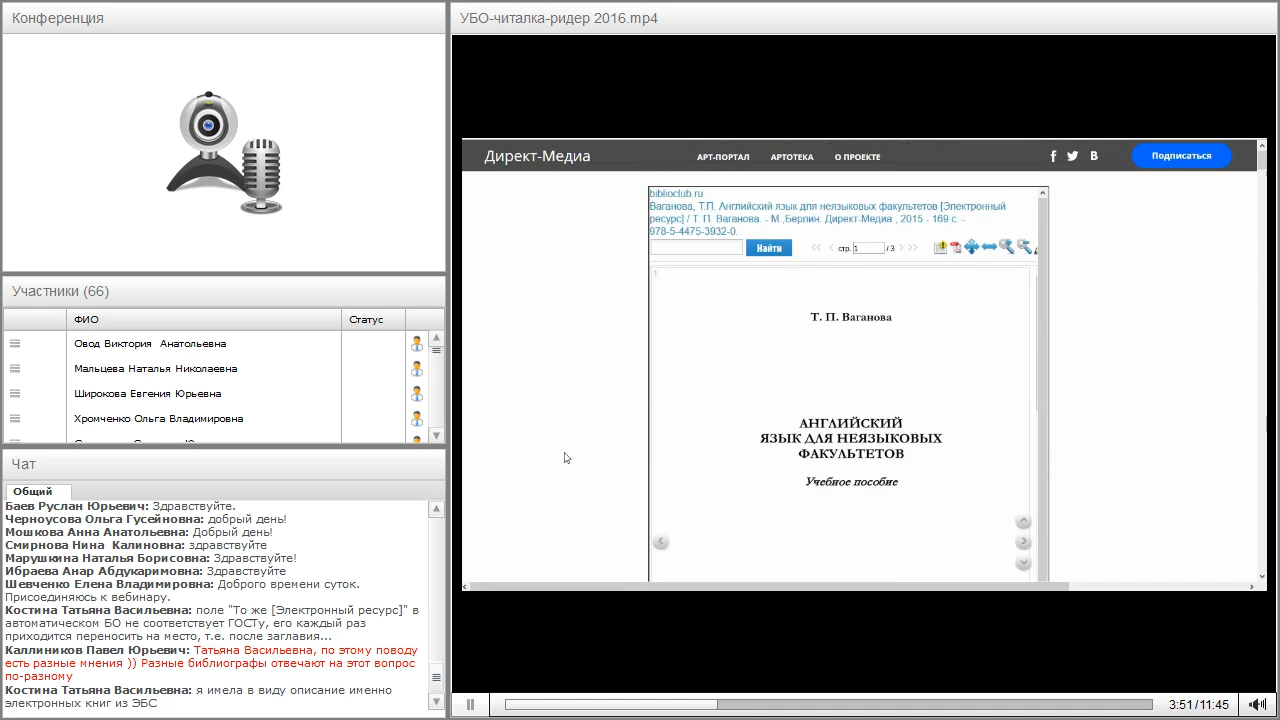 Конференция
УБО-читалка-ридер 2016.mp4
Участники (66)
ФИО
Статус
Овод Виктория Анатольевна
Мальцева Наталья Николаевна
Широкова Евгения Юрьевна
Хромченко Ольга Владимировна
Чат
Общий
Баев Руслан Юрьевич: Здравствуйте.
Черноусова Ольга Гусейновна: добрый день!
Мошкова Анна Анатольевна: Добрый день!
Смирнова Нина Калиновна: здравствуйте
Марушкина Наталья Борисовна: Здравствуйте!
Ибраева Анар Абдукаримовна: Здравствуйте
Шевченко Елена Владимировна: Доброго времени суток.
Присоединяюсь к вебинару.
Костина Татьяна Васильевна: поле "То же [Электронный ресурс]" в
автоматическом БО не соответствует ГОСТу, его каждый раз
приходится переносить на место, т.е. после заглавия...
Каллиников Павел Юрьевич: Татьяна Васильевна, по этому поводу
есть разные мнения )) Разные библиографы отвечают на этот вопрос
по-разному
Костина Татьяна Васильевна: я имела в виду описание именно
электронных книг из ЭБС
Директ-Медиа
АРТ-ПОРТАЛ АРТОТЕКА О ПРОЕКТЕ
Подписаться
biblioclub.ru
Ваганова, Т.П. Английский язык для неязыковых факультетов [Электронный
ресурс] / Т. П. Ваганова. - М.,Берлин: Директ-Медиа , 2015 - 169 с. -
978-5-4475-3932-0.
Найти
стр. 1 / 3
1
Т. П. Ваганова
АНГЛИЙСКИЙ
ЯЗЫК ДЛЯ НЕЯЗЫКОВЫХ
ФАКУЛЬТЕТОВ
Учебное пособие
3:51/11:45